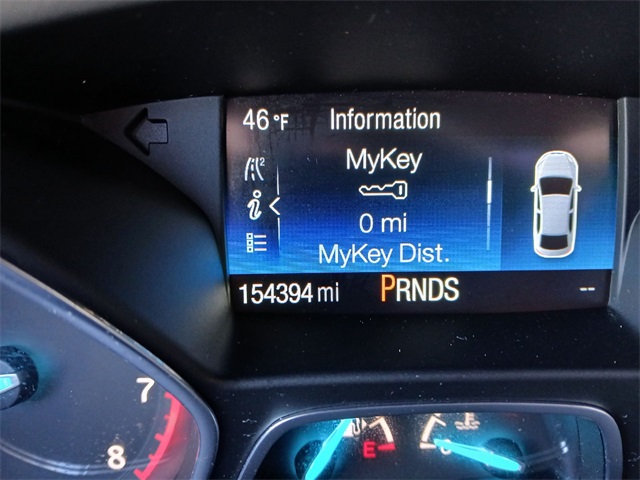 46°F Information
MyKey
0 mi
MyKey Dist.
154394 mi PRNDS --
7
8
E